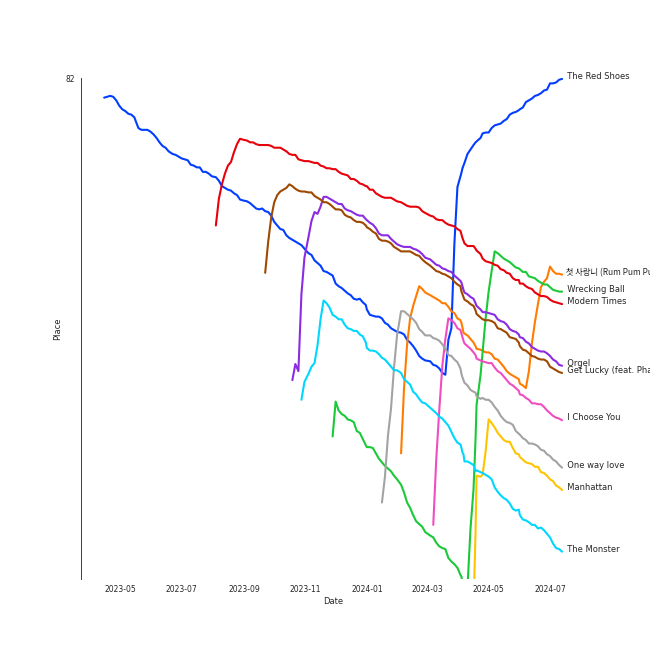 82
The Red Shoes
첫 사랑니 (Rum Pum Pu
Wrecking Ball
Modern Times
Orgel
Get Lucky (feat. Pha
I Choose You
One way love
Manhattan
The Monster
Place
2023-05 2023-07 2023-09 2023-11 2024-01 2024-03 2024-05 2024-07
Date